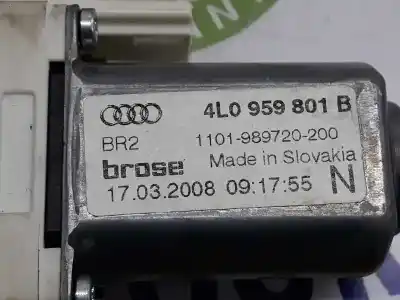 4L0 959 801 B
BR2 1101-989720-200
brose Made in Slovakia
17.03.2008 09:17:55 N